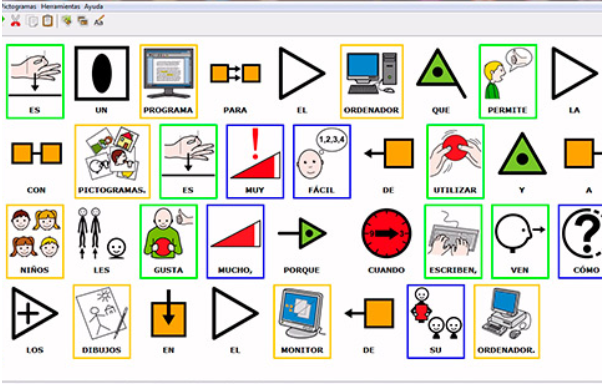 Pictogramas Herramientas Ayuda
ES UN PROGRAMA PARA EL ORDENADOR QUE PERMITE LA
1,2,3,4
CON PICTOGRAMAS. ES MUY FÁCIL DE UTILIZAR Y A
9 3
NIÑOS LES GUSTA MUCHO, PORQUE CUANDO ESCRIBEN, VEN CÓMO
LOS DIBUJOS EN EL MONITOR DE SU ORDENADOR.